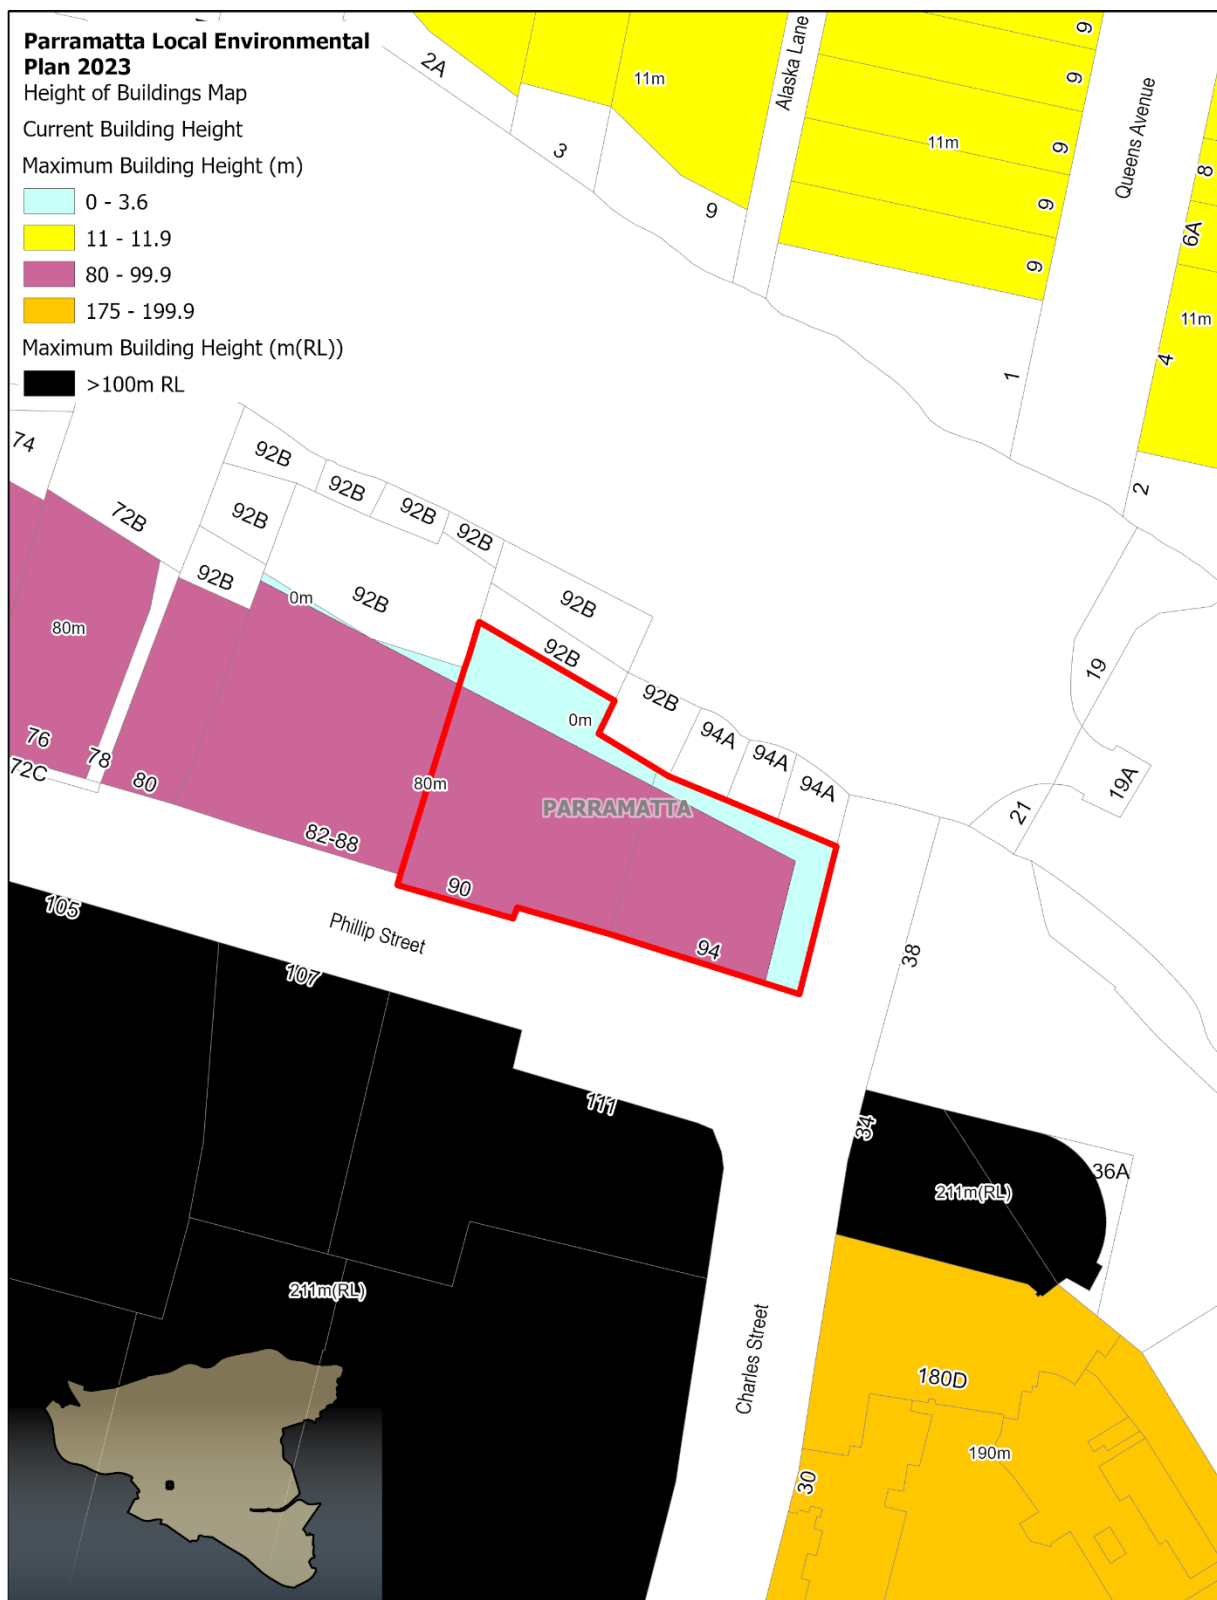 Parramatta Local Environmental
Plan 2023
Height of Buildings Map
Current Building Height
Maximum Building Height (m)
0 - 3.6
11 - 11.9
80 - 99.9
175 - 199.9
Maximum Building Height (m(RL))
>100m RL
2A
11m
Alaska Lane
9
9
11m
9
9
9
Queens Avenue
8
6A
11m
3
9
1
4
2
74
92B
92B
92B
92B
72B
92B
92B
0m
92B
92B
80m
92B
0m
92B
94A
94A
94A
19
19A
21
76
78
72C
80
80m
PARRAMATTA
82-88
90
94
38
105
Phillip Street
107
111
34
36A
211m(RL)
211m(RL)
Charles Street
180D
190m
30